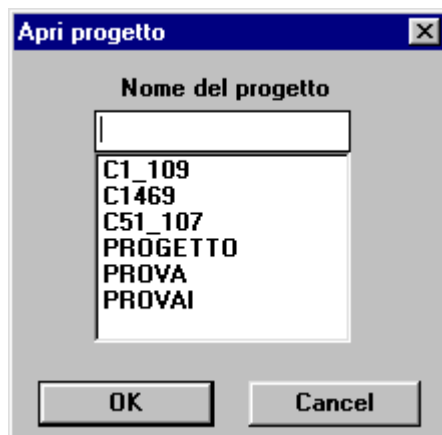 Apri progetto
Nome del progetto
C1_109
C1469
C51_107
PROGETTO
PROVA
PROVAI
OK
Cancel